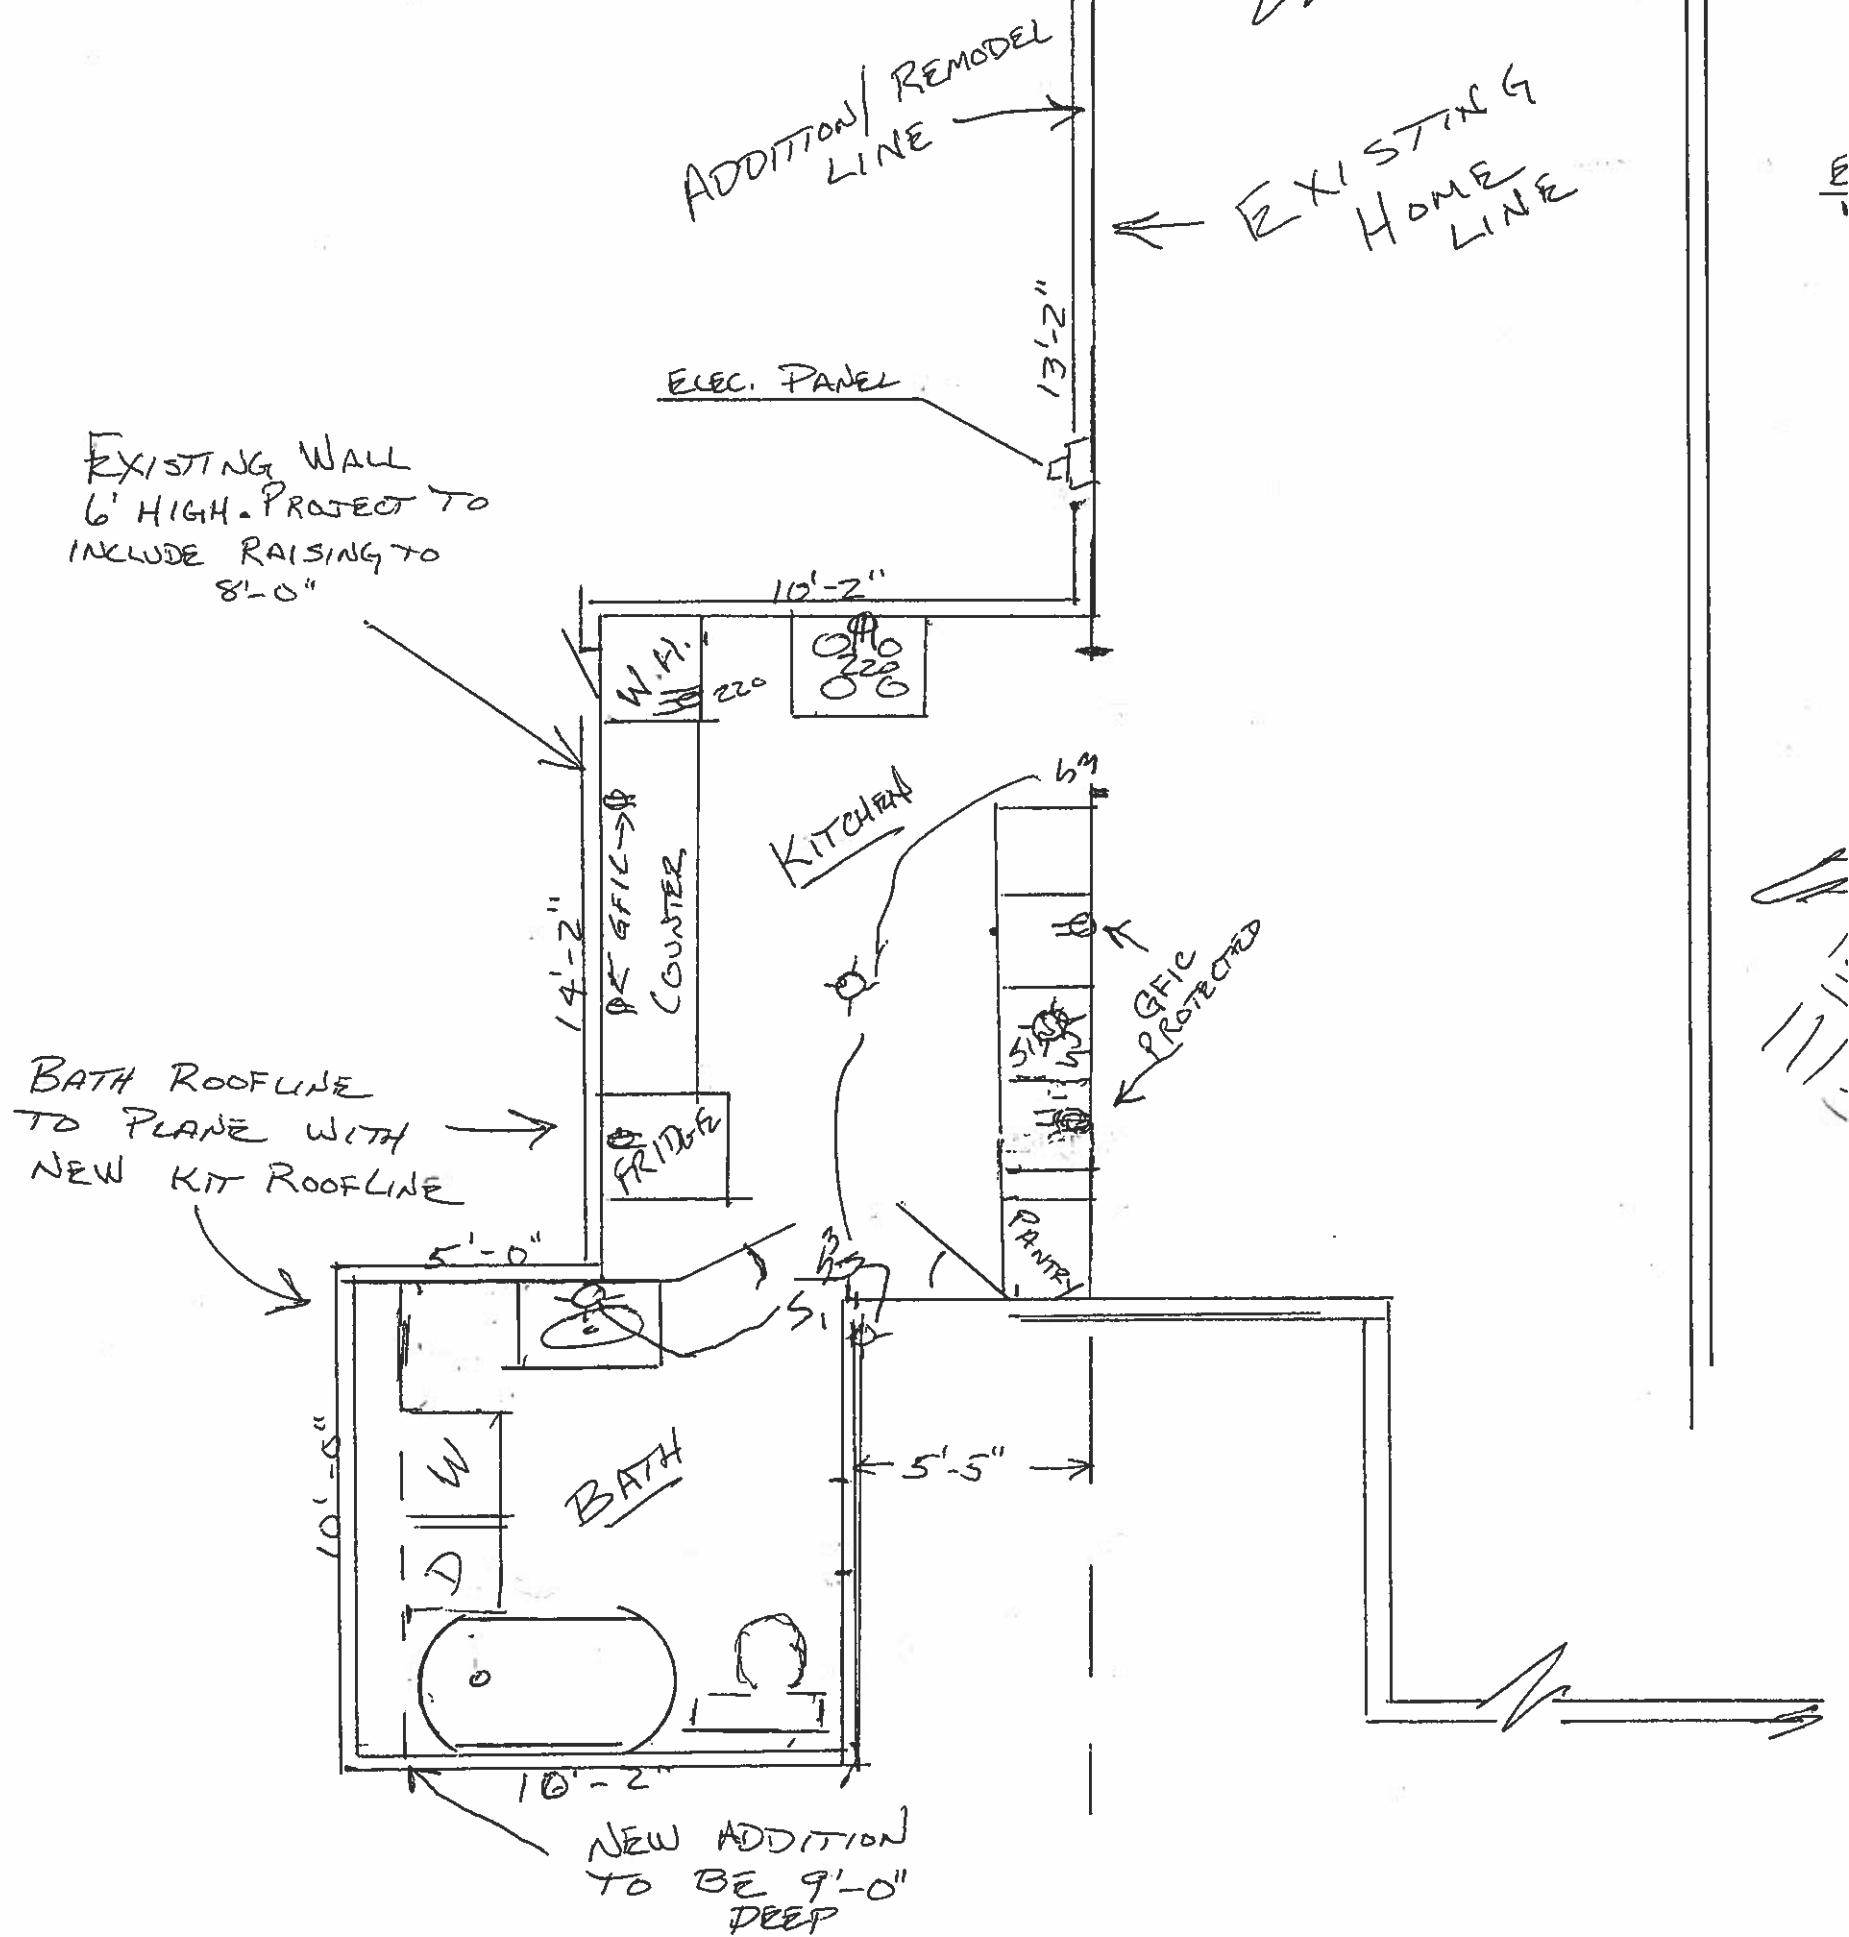 ADDITION/ REMODEL
LINE
EXISTING
HOME
LINE
E
13'-2"
ELEC. PANEL
EXISTING WALL
6' HIGH. PROJECT TO
INCLUDE RAISING TO
8'-0"
10'-2"
W.H.
220
220
KITCHEN
S3
GFIC
COUNTER
14'-2"
GFIC
PROTECTED
BATH ROOFLINE
TO PLANE WITH
NEW KIT ROOFLINE
FRIDGE
PANTRY
5'-0"
S1
10'-0"
W
D
BATH
5'-5"
10'-2"
NEW ADDITION
TO BE 9'-0"
DEEP